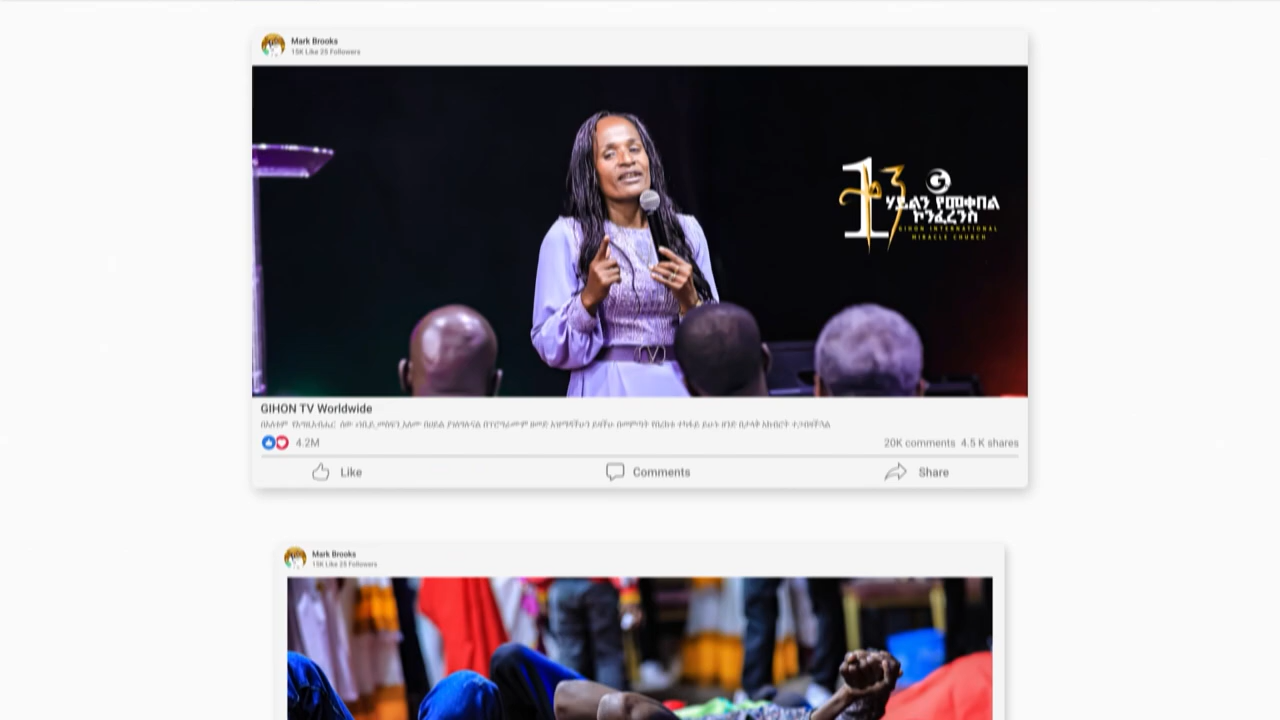 Mark Brooks
15K Like 25 Followers
1ቀን
ሃይልን የመቀበል
ኮንፈረንስ
GIHON INTERNATIONAL
MIRACLE CHURCH
GIHON TV Worldwide
4.2M
20K comments 4.5 K shares
Like Comments Share
Mark Brooks
15K Like 25 Followers